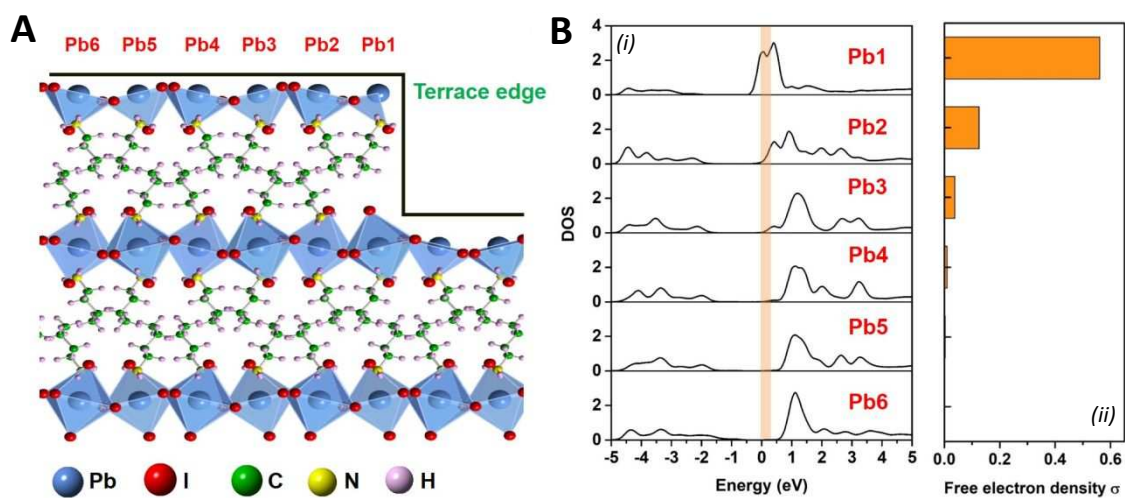 A
Pb6 Pb5 Pb4 Pb3 Pb2 Pb1
Terrace edge
Pb I C N H
B
(i)
4
2
0
Pb1
2
0
Pb2
2
0
Pb3
2
0
Pb4
2
0
Pb5
2
0
Pb6
DOS
-5 -4 -3 -2 -1 0 1 2 3 4 5
Energy (eV)
(ii)
0.0 0.2 0.4 0.6
Free electron density σ